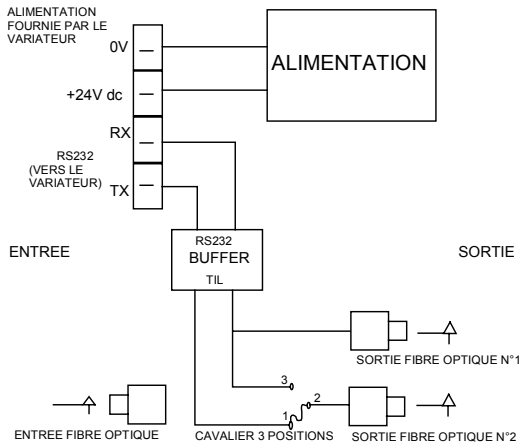 ALIMENTATION
FOURNIE PAR LE
VARIATEUR
0V
ALIMENTATION
+24V dc
RX
RS232
(VERS LE
VARIATEUR)
TX
ENTREE
RS232
BUFFER
TIL
SORTIE
SORTIE FIBRE OPTIQUE N°1
3
2
1
ENTREE FIBRE OPTIQUE
CAVALIER 3 POSITIONS
SORTIE FIBRE OPTIQUE N°2